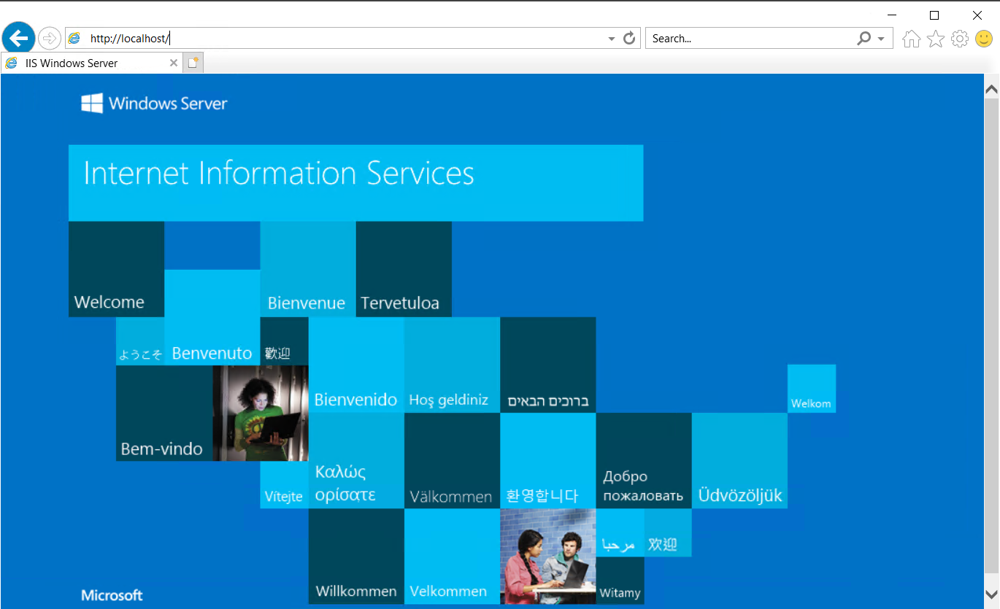 http://localhost/
Search...
IIS Windows Server
Windows Server
Internet Information Services
Welcome
Bienvenue
Tervetuloa
ようこそ
Benvenuto
歡迎
Bienvenido
Hoş geldiniz
ברוכים הבאים
Welkom
Bem-vindo
Vítejte
Καλώς
ορίσατε
Välkommen
환영합니다
Добро
пожаловать
Üdvözöljük
Willkommen
Velkommen
مرحبا
欢迎
Witamy
Microsoft